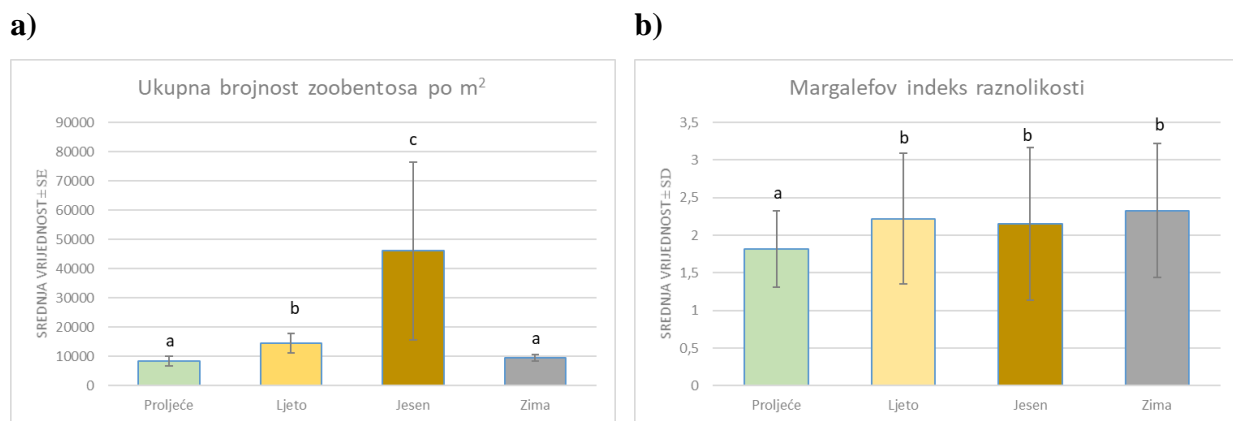 a)
Ukupna brojnost zoobentosa po m²
SREDNJA VRIJEDNOST±SE
90000
80000
70000
60000
50000
40000
30000
20000
10000
0
a
b
c
a
Proljeće Ljeto Jesen Zima
b)
Margalefov indeks raznolikosti
SREDNJA VRIJEDNOST±SD
3,5
3
2,5
2
1,5
1
0,5
0
a
b
b
b
Proljeće Ljeto Jesen Zima